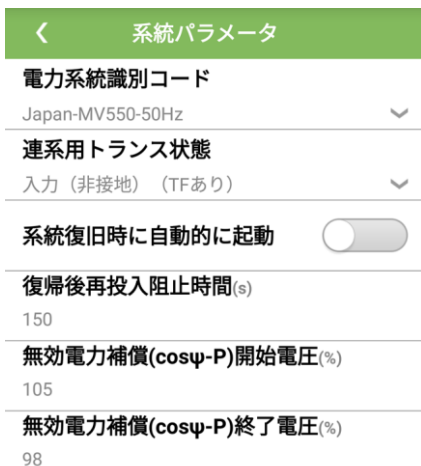 系統パラメータ
電力系統識別コード
Japan-MV550-50Hz
連系用トランス状態
入力（非接地）（TFあり）
系統復旧時に自動的に起動
復帰後再投入阻止時間(s)
150
無効電力補償(cosψ-P)開始電圧(%)
105
無効電力補償(cosψ-P)終了電圧(%)
98